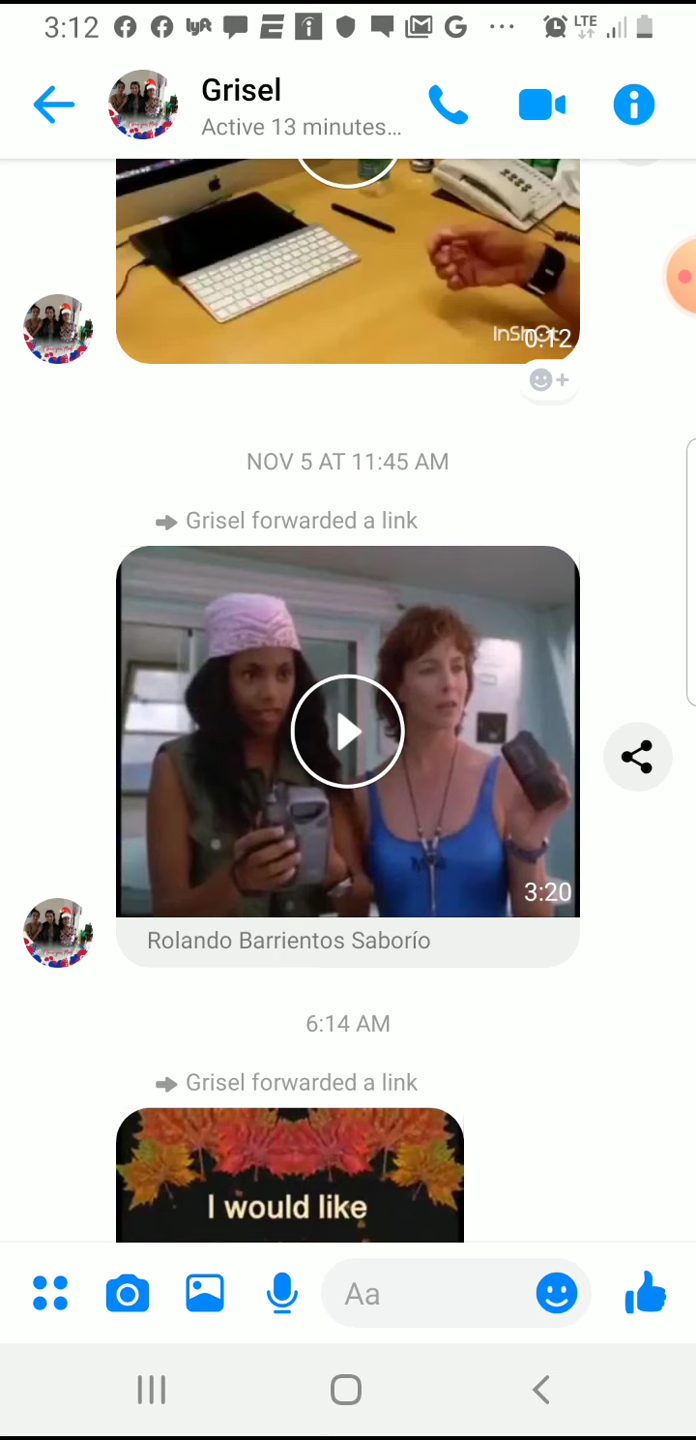 3:12
LTE
Grisel
Active 13 minutes...
InShOt
0:12
NOV 5 AT 11:45 AM
Grisel forwarded a link
3:20
Rolando Barrientos Saborío
6:14 AM
Grisel forwarded a link
I would like
Aa